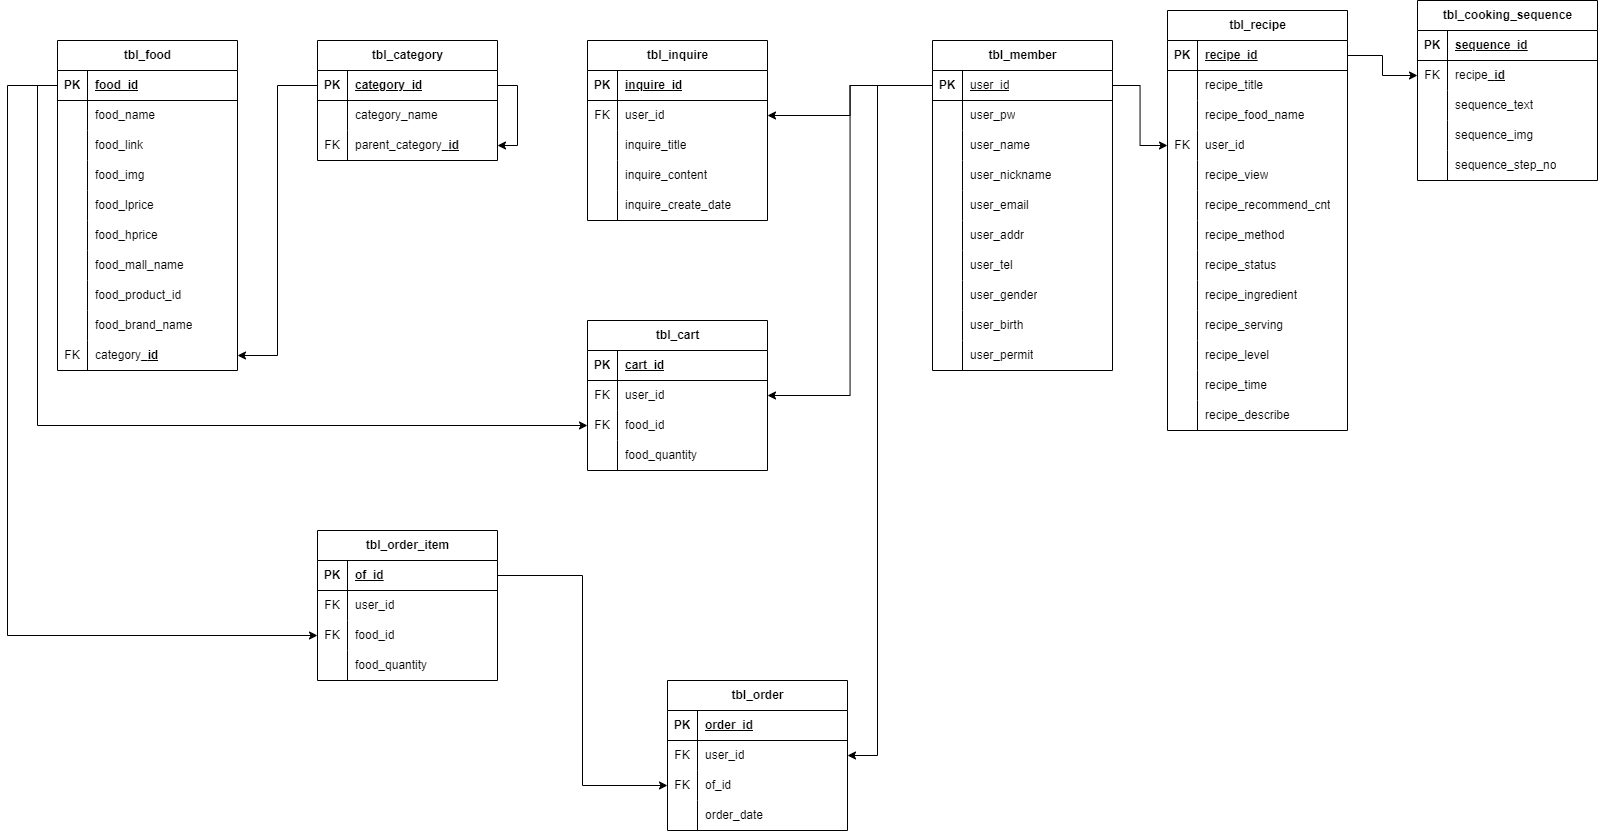 tbl_food
PK food_id
food_name
food_link
food_img
food_lprice
food_hprice
food_mall_name
food_product_id
food_brand_name
FK category_id
tbl_category
PK category_id
category_name
FK parent_category_id
tbl_inquire
PK inquire_id
FK user_id
inquire_title
inquire_content
inquire_create_date
tbl_member
PK user_id
user_pw
user_name
user_nickname
user_email
user_addr
user_tel
user_gender
user_birth
user_permit
tbl_recipe
PK recipe_id
recipe_title
recipe_food_name
FK user_id
recipe_view
recipe_recommend_cnt
recipe_method
recipe_status
recipe_ingredient
recipe_serving
recipe_level
recipe_time
recipe_describe
tbl_cooking_sequence
PK sequence_id
FK recipe_id
sequence_text
sequence_img
sequence_step_no
tbl_cart
PK cart_id
FK user_id
FK food_id
food_quantity
tbl_order_item
PK of_id
FK user_id
FK food_id
food_quantity
tbl_order
PK order_id
FK user_id
FK of_id
order_date